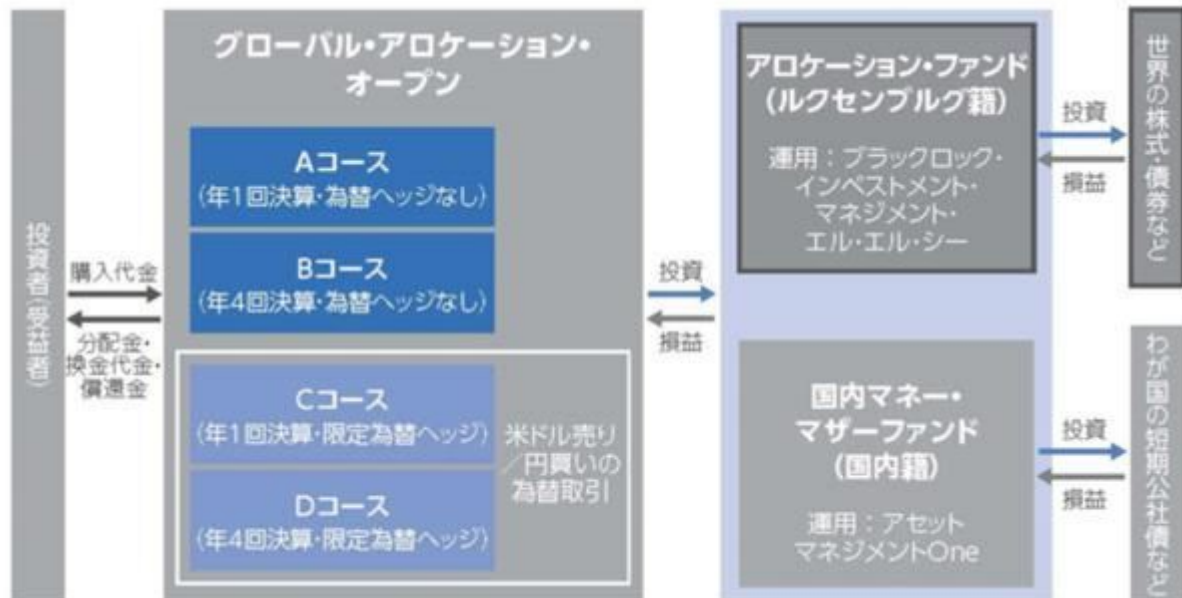 投資者(受益者)
購入代金
分配金・
換金代金・
償還金
グローバル・アロケーション・
オープン
Aコース
(年1回決算・為替ヘッジなし)
Bコース
(年4回決算・為替ヘッジなし)
Cコース
(年1回決算・限定為替ヘッジ)
Dコース
(年4回決算・限定為替ヘッジ)
米ドル売り
/円買いの
為替取引
投資
損益
アロケーション・ファンド
(ルクセンブルグ籍)
運用:ブラックロック・
インベストメント・
マネジメント・
エル・エル・シー
投資
損益
世界の株式・債券など
国内マネー・
マザーファンド
(国内籍)
運用:アセット
マネジメントOne
投資
損益
わが国の短期公社債など